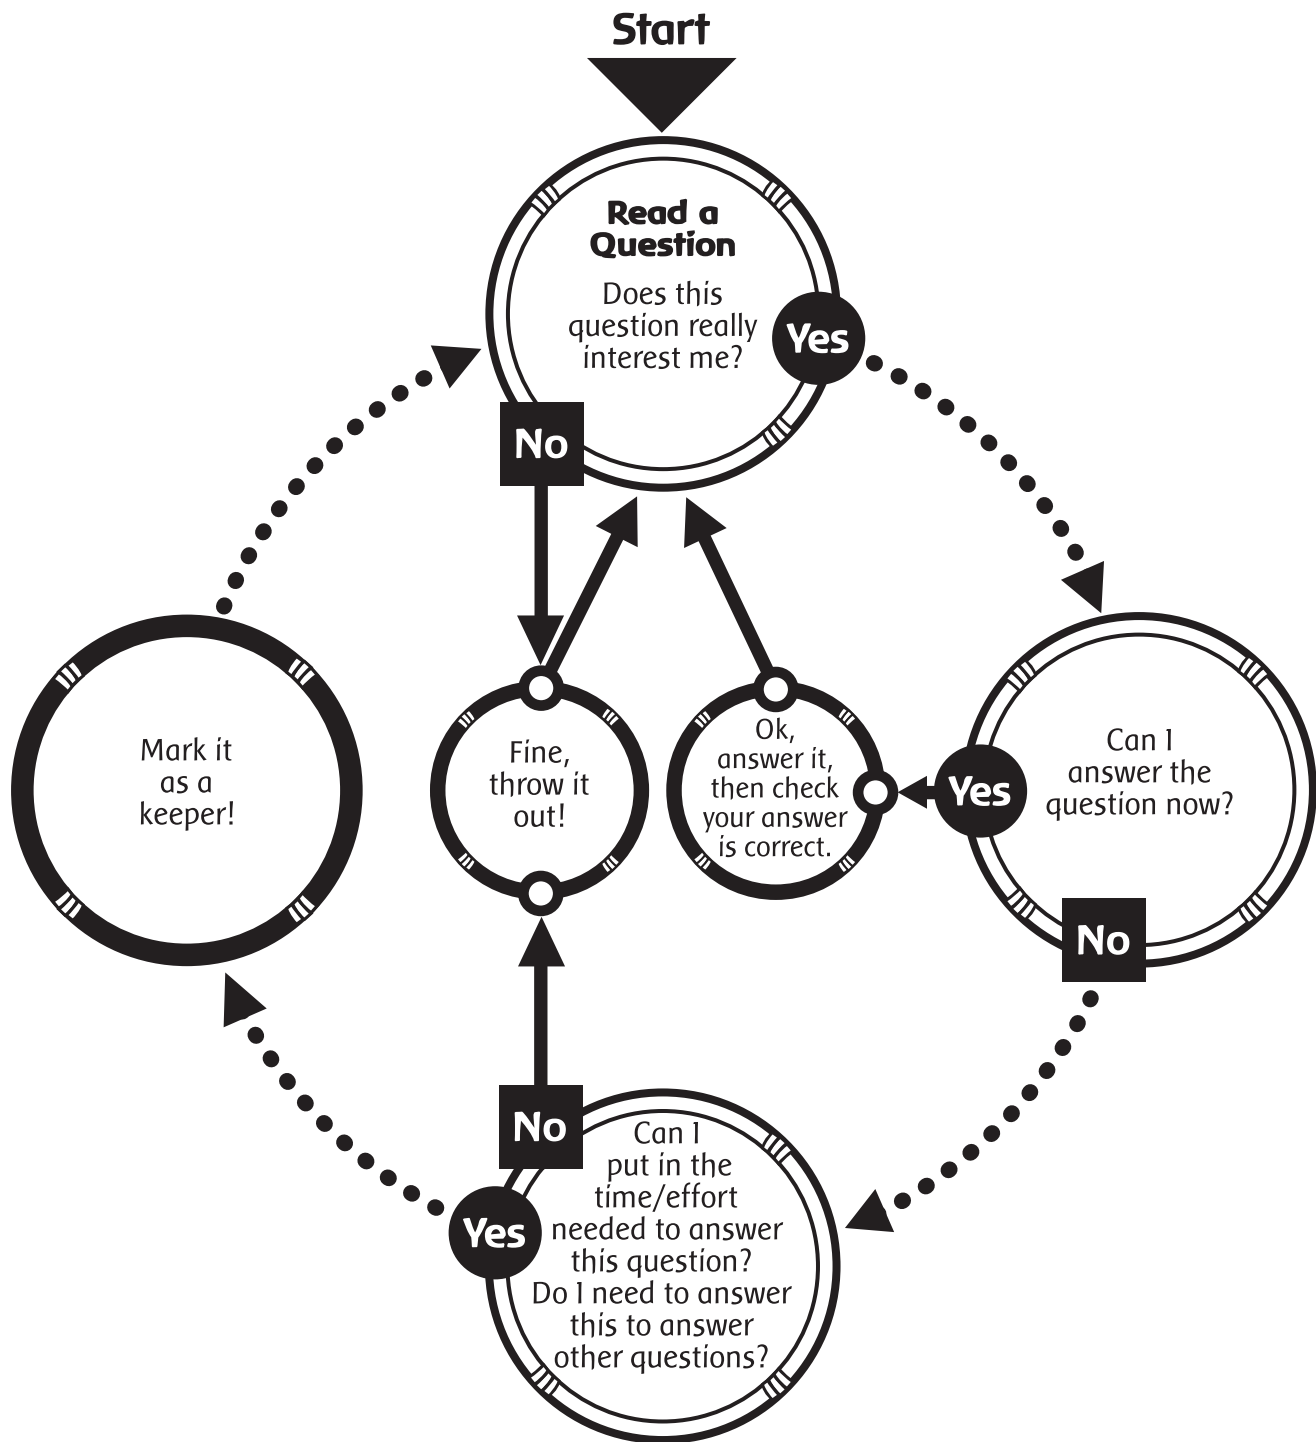 Start
Read a
Question
Does this
question really
interest me?
Yes
No
Mark it
as a
keeper!
Fine,
throw it
out!
Ok,
answer it,
then check
your answer
is correct.
Yes
Can I
answer the
question now?
No
No
Yes
Can I
put in the
time/effort
needed to answer
this question?
Do I need to answer
this to answer
other questions?